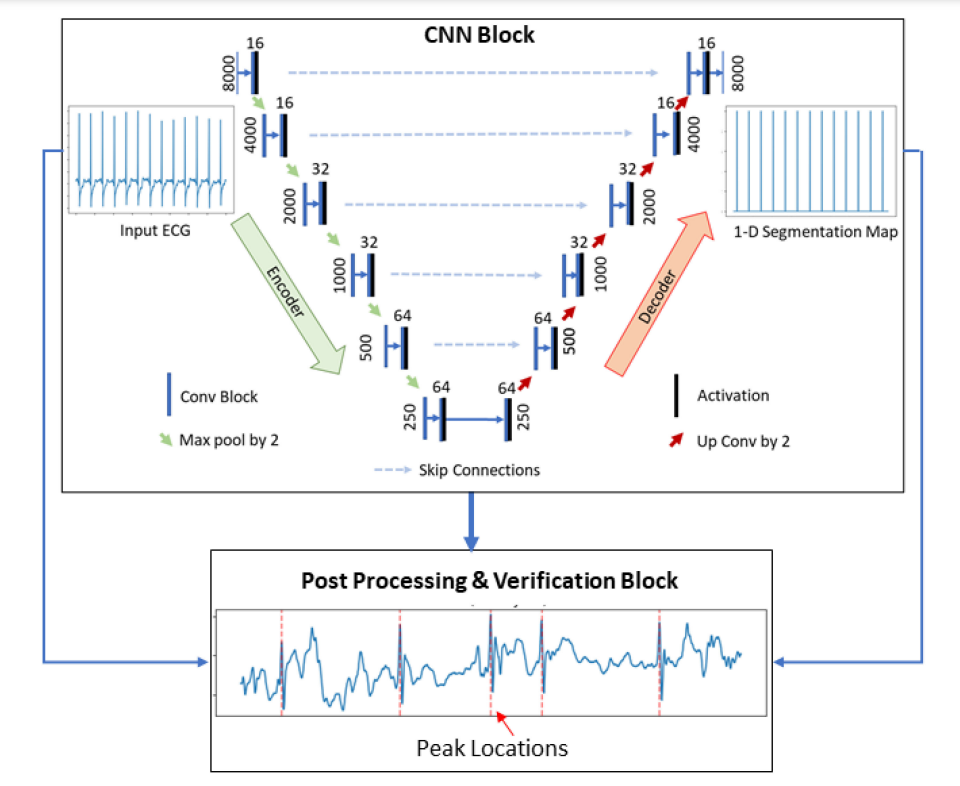 CNN Block
16
8000
16
4000
32
2000
32
1000
64
500
64
250
64
250
64
500
32
1000
32
2000
16
4000
16
8000
Input ECG
1-D Segmentation Map
Encoder
Decoder
Conv Block
Max pool by 2
Activation
Up Conv by 2
Skip Connections
Post Processing & Verification Block
Peak Locations